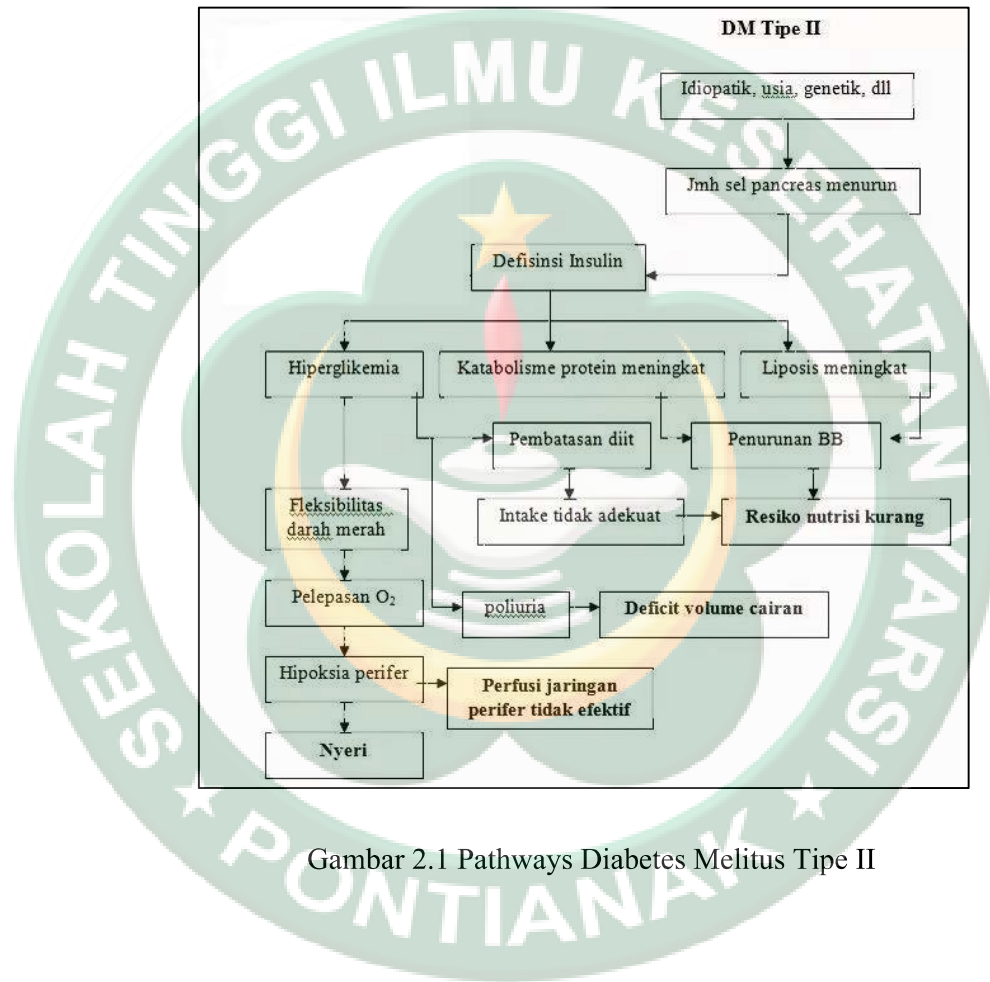 DM Tipe II
Idiopatik, usia, genetik, dll
Jmh sel pancreas menurun
Defisinsi Insulin
Hiperglikemia
Katabolisme protein meningkat
Liposis meningkat
Pembatasan diit
Penurunan BB
Fleksibilitas
darah merah
Intake tidak adekuat
Resiko nutrisi kurang
Pelepasan O₂
poliuria
Deficit volume cairan
Hipoksia perifer
Perfusi jaringan
perifer tidak efektif
Nyeri
Gambar 2.1 Pathways Diabetes Melitus Tipe II
SEKOLAH TINGGI ILMU KESEHATAN YARSI
PONTIANAK